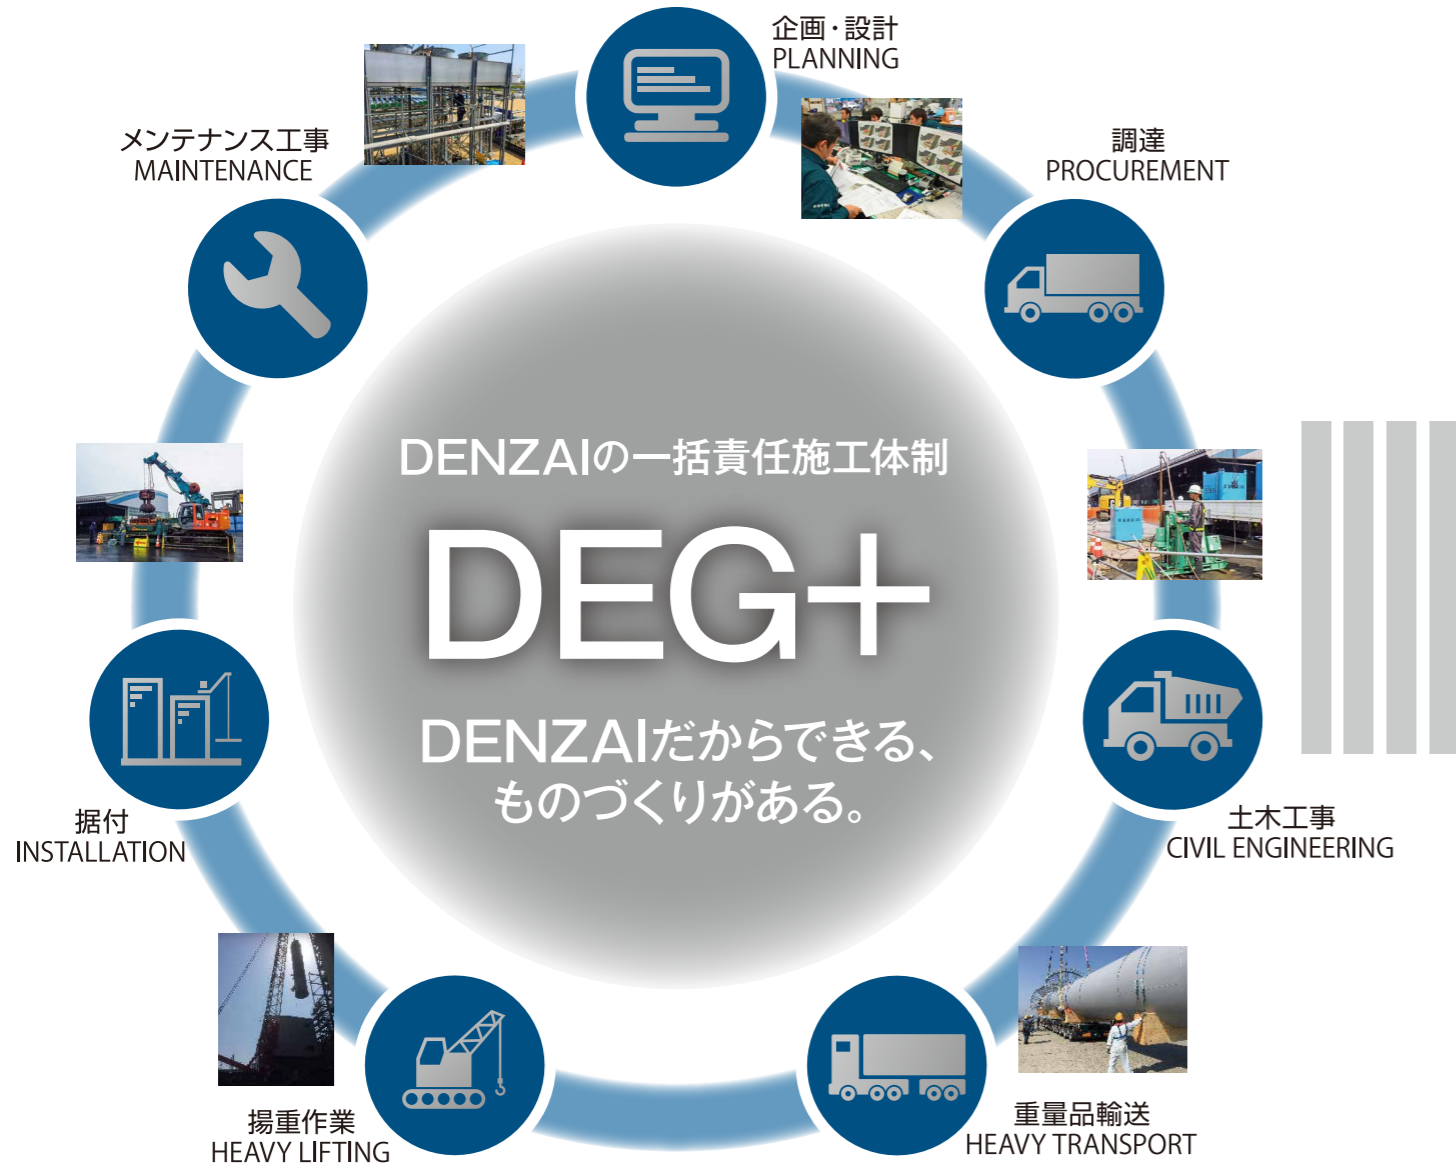 企画・設計
PLANNING
調達
PROCUREMENT
メンテナンス工事
MAINTENANCE
DENZAIの一括責任施工体制
DEG+
DENZAIだからできる、
ものづくりがある。
土木工事
CIVIL ENGINEERING
据付
INSTALLATION
重量品輸送
HEAVY TRANSPORT
揚重作業
HEAVY LIFTING